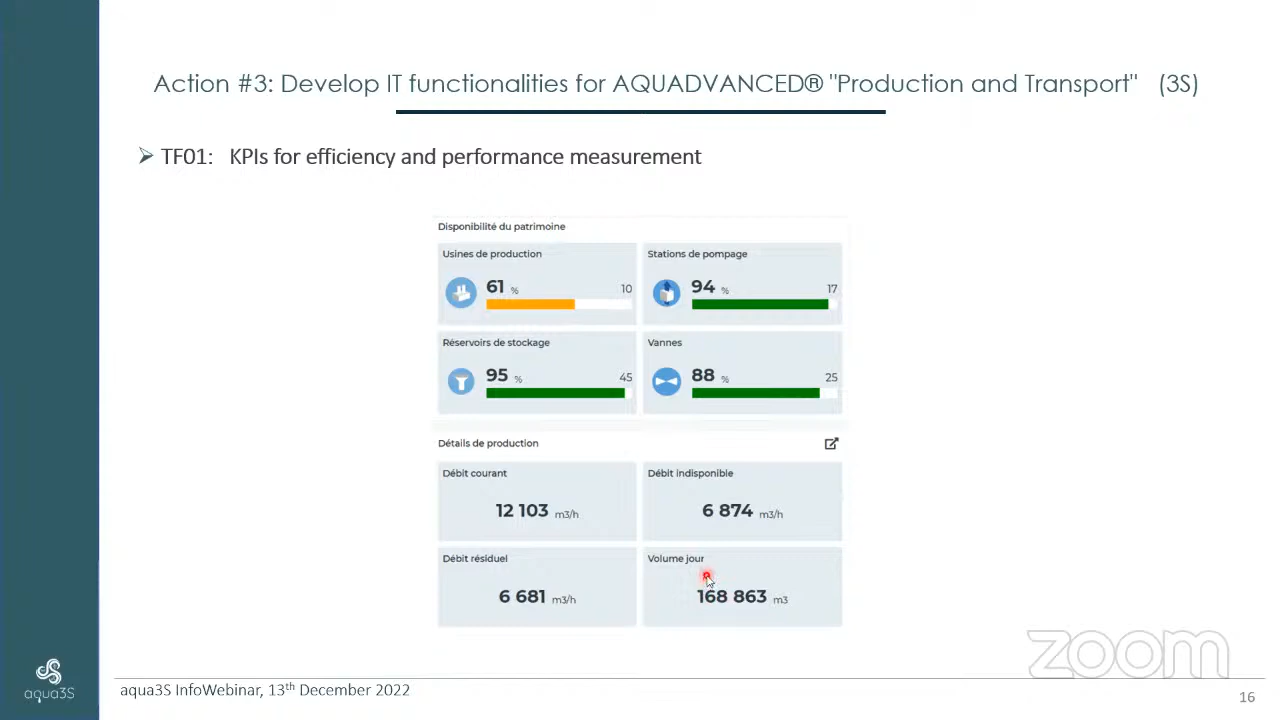 Action #3: Develop IT functionalities for AQUADVANCED® "Production and Transport" (3S)
TF01: KPIs for efficiency and performance measurement
Disponibilité du patrimoine
Usines de production
61 % 10
Stations de pompage
94 % 17
Réservoirs de stockage
95 % 45
Vannes
88 % 25
Détails de production
Débit courant
12 103 m3/h
Débit indisponible
6 874 m3/h
Débit résiduel
6 681 m3/h
Volume jour
168 863 m3
zoom
aqua3S
aqua3S InfoWebinar, 13th December 2022
16